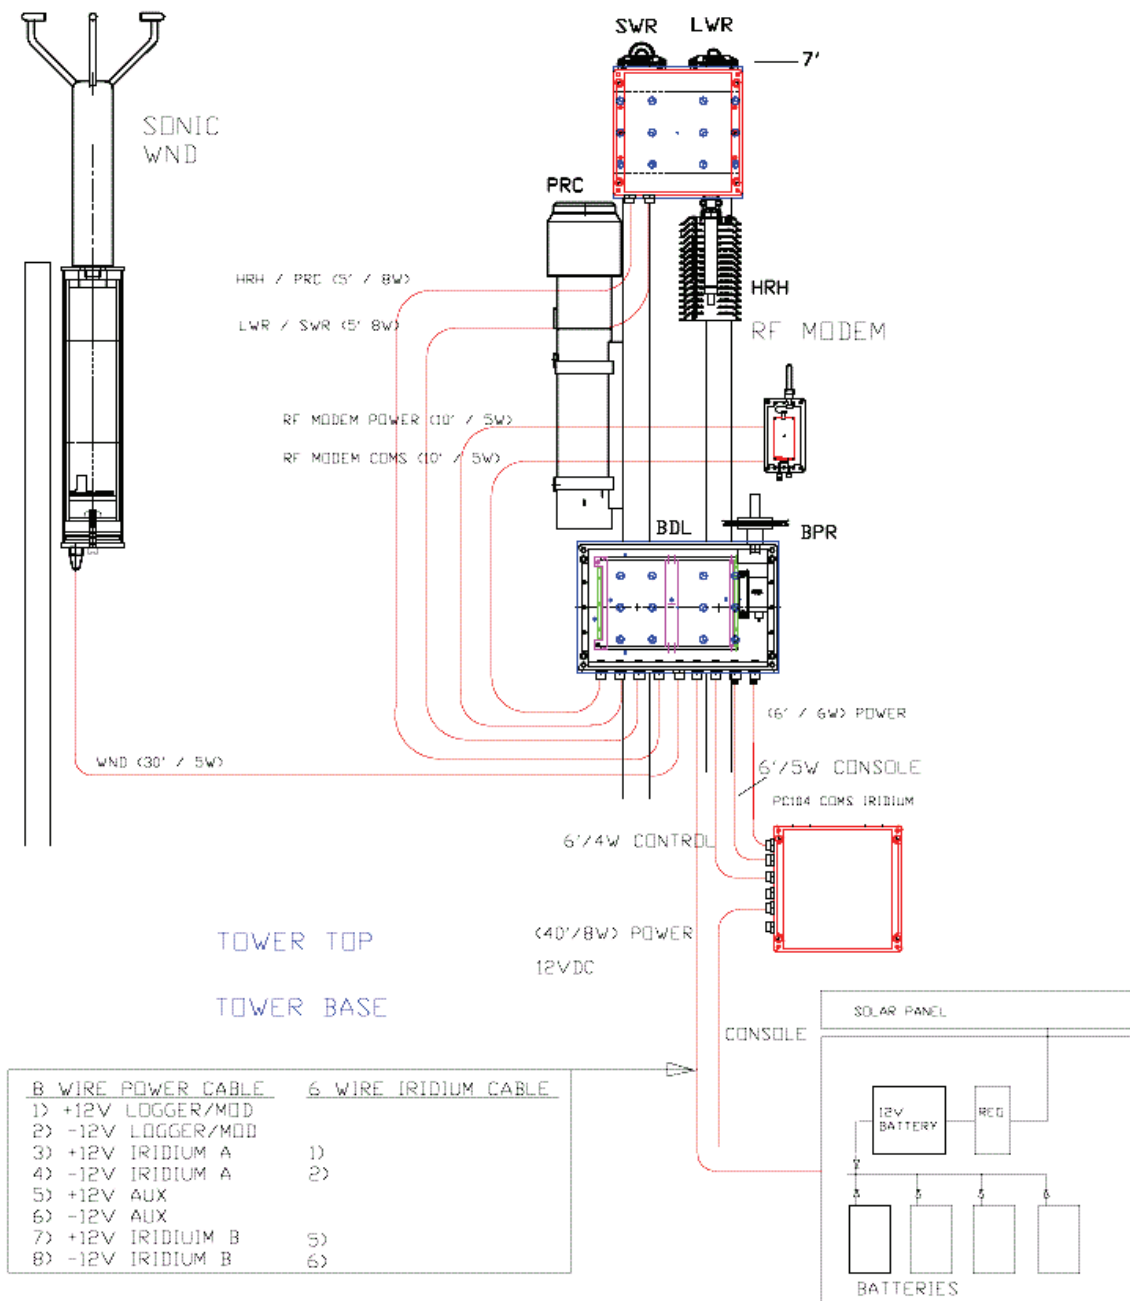 SWR LWR
7'
SONIC
WND
PRC
HRH / PRC (5' / 8W)
HRH
LWR / SWR (5' 8W)
RF MODEM
RF MODEM POWER (10' / 5W)
RF MODEM COMS (10' / 5W)
BDL
BPR
(6' / 6W) POWER
WND (30' / 5W)
6'/5W CONSOLE
PC104 COMS IRIDIUM
6'/4W CONTROL
TOWER TOP
(40'/8W) POWER
12VDC
TOWER BASE
SOLAR PANEL
CONSOLE
8 WIRE POWER CABLE 6 WIRE IRIDIUM CABLE
1) +12V LOGGER/MOD
2) -12V LOGGER/MOD
3) +12V IRIDIUM A 1)
4) -12V IRIDIUM A 2)
5) +12V AUX
6) -12V AUX
7) +12V IRIDIUIM B 5)
8) -12V IRIDIUM B 6)
12V
BATTERY
REG
BATTERIES